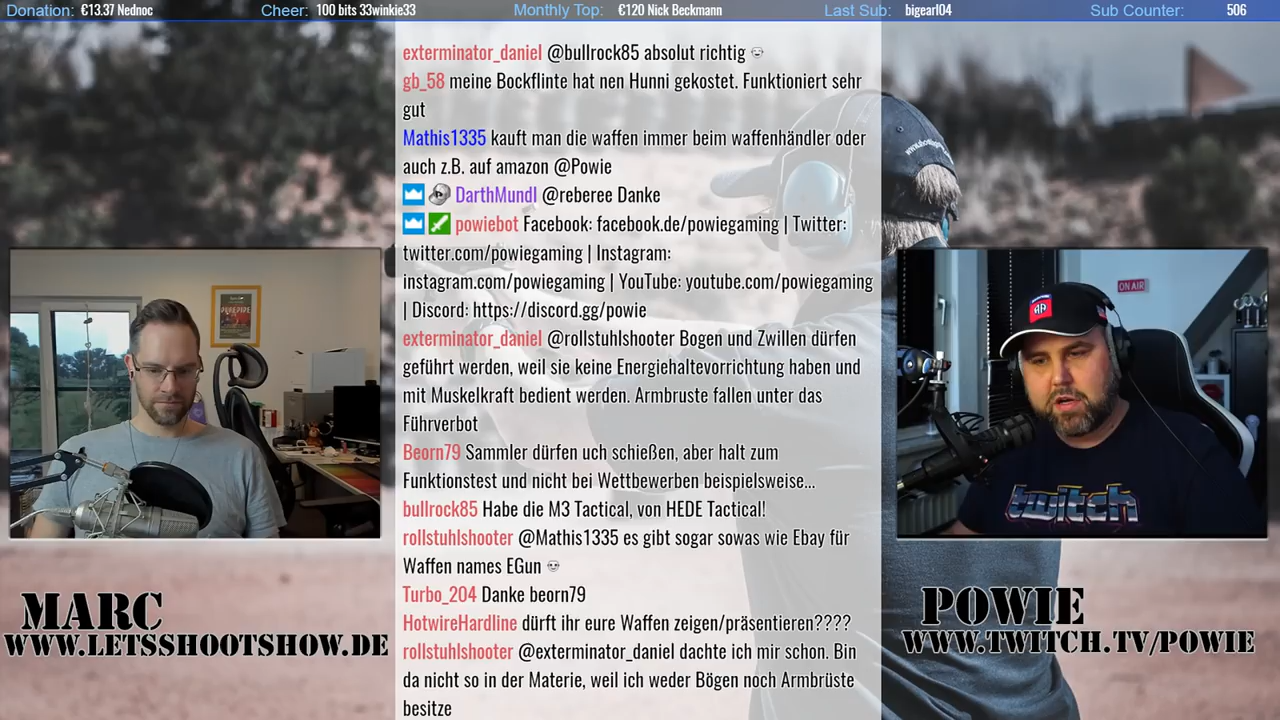 Donation: €13.37 Nednoc Cheer: 100 bits 33winkie33 Monthly Top: €120 Nick Beckmann Last Sub: bigearl04 Sub Counter: 506
exterminator_daniel @bullrock85 absolut richtig
gb_58 meine Bockflinte hat nen Hunni gekostet. Funktioniert sehr
gut
Mathis1335 kauft man die waffen immer beim waffenhändler oder
auch z.B. auf amazon @Powie
DarthMundI @reberee Danke
powiebot Facebook: facebook.de/powiegaming | Twitter:
twitter.com/powiegaming | Instagram:
instagram.com/powiegaming | YouTube: youtube.com/powiegaming
| Discord: https://discord.gg/powie
exterminator_daniel @rollstuhlshooter Bogen und Zwillen dürfen
geführt werden, weil sie keine Energiehaltevorrichtung haben und
mit Muskelkraft bedient werden. Armbruste fallen unter das
Führverbot
Beorn79 Sammler dürfen uch schießen, aber halt zum
Funktionstest und nicht bei Wettbewerben beispielsweise...
bullrock85 Habe die M3 Tactical, von HEDE Tactical!
rollstuhlshooter @Mathis1335 es gibt sogar sowas wie Ebay für
Waffen names EGun
Turbo_204 Danke beorn79
HotwireHardline dürft ihr eure Waffen zeigen/präsentieren????
rollstuhlshooter @exterminator_daniel dachte ich mir schon. Bin
da nicht so in der Materie, weil ich weder Bögen noch Armbrüste
besitze
MARC
WWW.LETSSHOOTSHOW.DE
ON AIR
twitch
POWIE
WWW.TWITCH.TV/POWIE